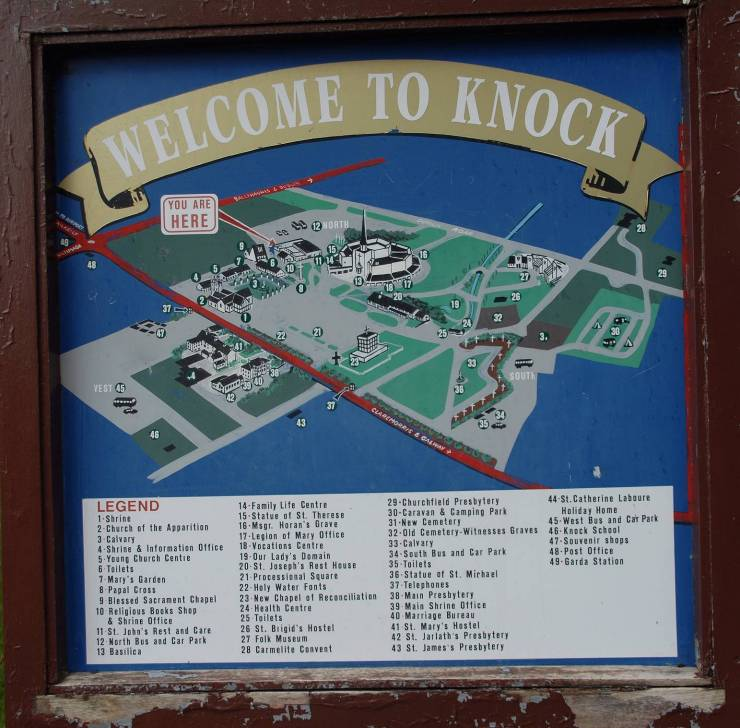 WELCOME TO KNOCK
YOU ARE
HERE
NORTH
SOUTH
CLAREMORRIS & GALWAY
LEGEND
1-Shrine
2-Church of the Apparition
3-Calvary
4-Shrine & Information Office
5-Young Church Centre
6-Toilets
7-Mary's Garden
8-Papal Cross
9-Blessed Sacrament Chapel
10-Religious Books Shop
& Shrine Office
11-St. John's Rest and Care
12-North Bus and Car Park
13 Basilica
14-Family Life Centre
15-Statue of St. Therese
16-Msgr. Horan's Grave
17-Legion of Mary Office
18-Vocations Centre
19-Our Lady's Domain
20-St. Joseph's Rest House
21-Processional Square
22-Holy Water Fonts
23-New Chapel of Reconciliation
24-Health Centre
25 Toilets
26-St. Brigid's Hostel
27-Folk Museum
28 Carmelite Convent
29-Churchfield Presbytery
30-Caravan & Camping Park
31-New Cemetery
32-Old Cemetery-Witnesses Graves
33-Calvary
34-South Bus and Car Park
35-Toilets
36-Statue of St. Michael
37-Telephones
38-Main Presbytery
39-Main Shrine Office
40-Marriage Bureau
41-St. Mary's Hostel
42-St. Jarlath's Presbytery
43-St. James's Presbytery
44-St. Catherine Laboure
Holiday Home
45-West Bus and Car Park
46-Knock School
47-Souvenir shops
48-Post Office
49-Garda Station